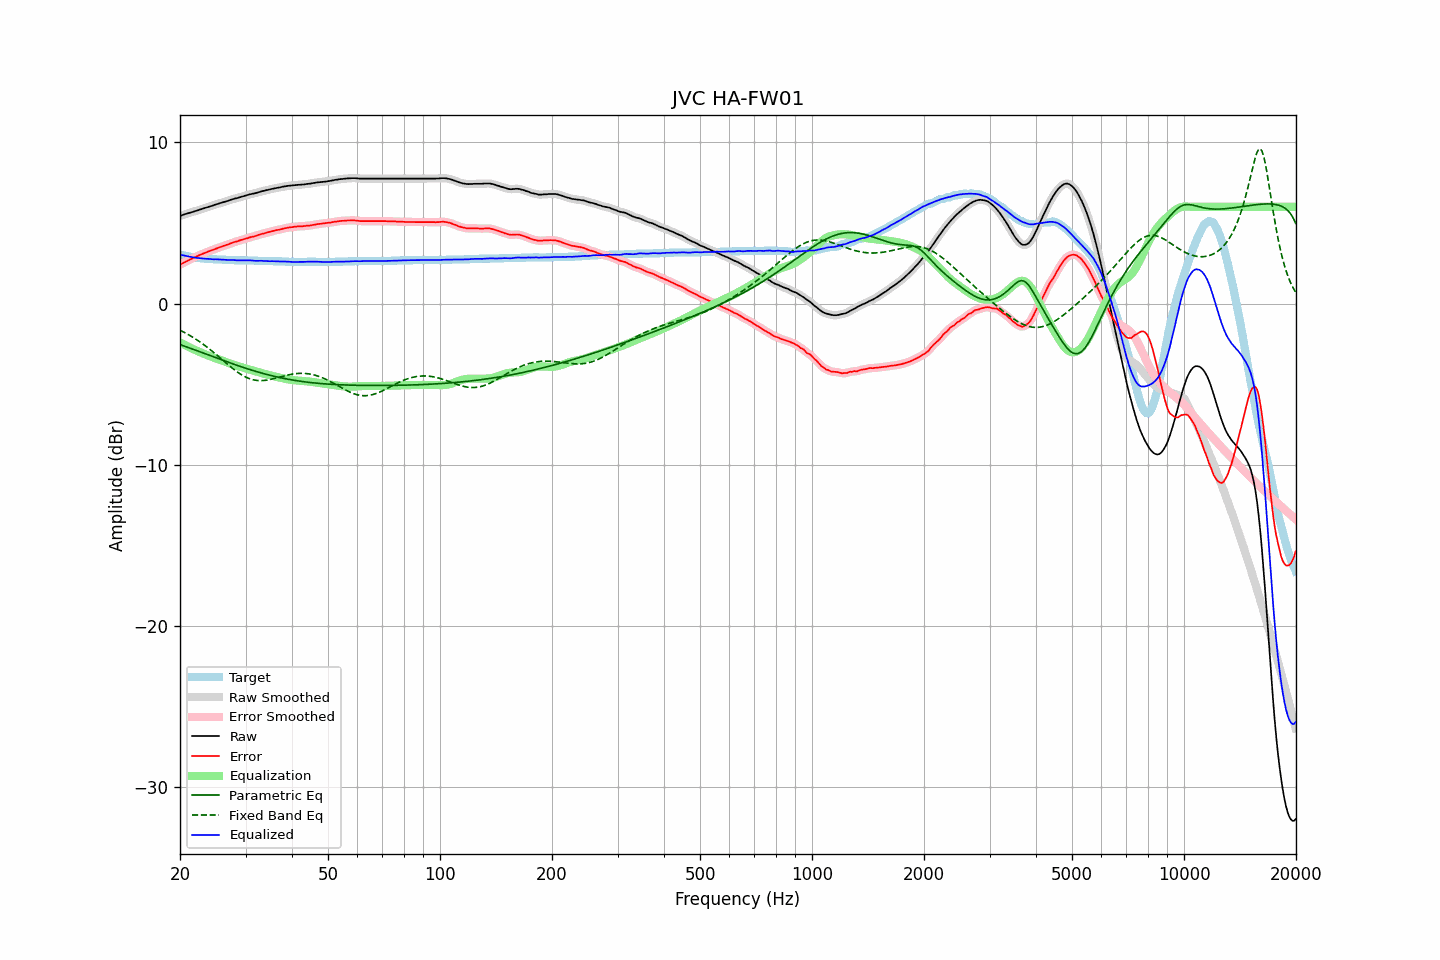 JVC HA-FW01
Amplitude (dBr)
10
0
−10
−20
−30
Target
Raw Smoothed
Error Smoothed
Raw
Error
Equalization
Parametric Eq
Fixed Band Eq
Equalized
20 50 100 200 500 1000 2000 5000 10000 20000
Frequency (Hz)